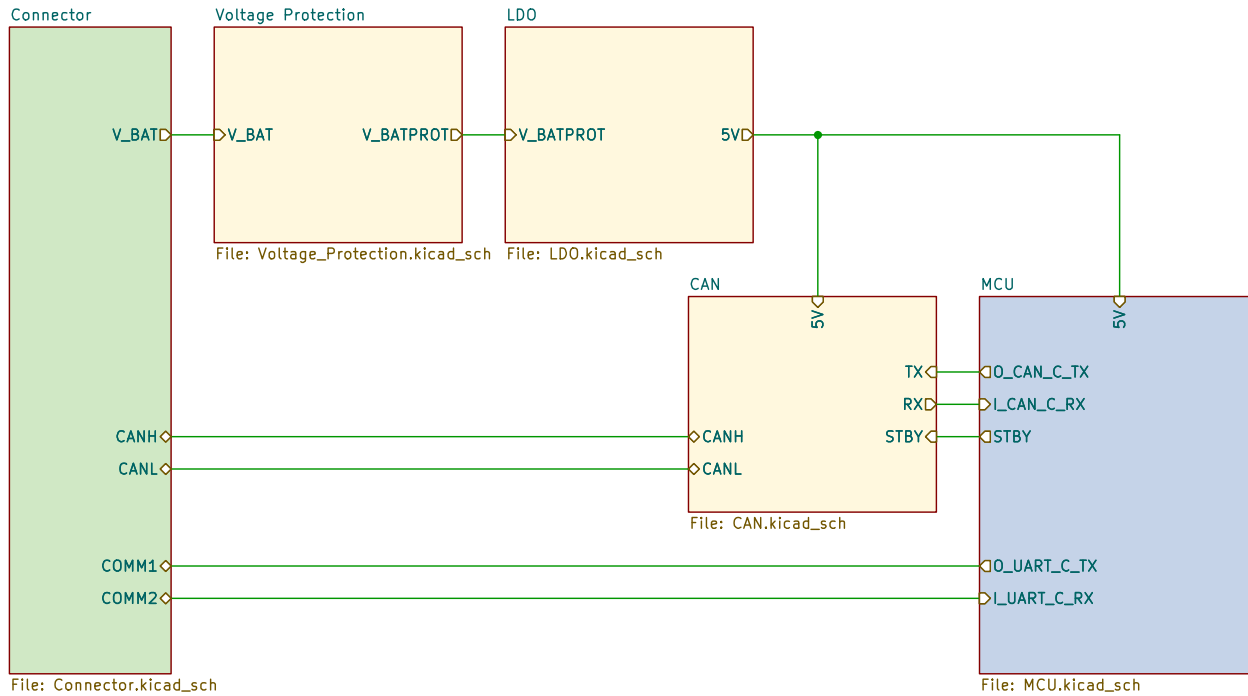 Connector
Voltage Protection
LDO
V_BAT
V_BAT
V_BATPROT
V_BATPROT
5V
File: Voltage_Protection.kicad_sch
File: LDO.kicad_sch
CAN
MCU
5V
5V
TX
O_CAN_C_TX
RX
I_CAN_C_RX
CANH
CANH
STBY
STBY
CANL
CANL
File: CAN.kicad_sch
COMM1
O_UART_C_TX
COMM2
I_UART_C_RX
File: Connector.kicad_sch
File: MCU.kicad_sch